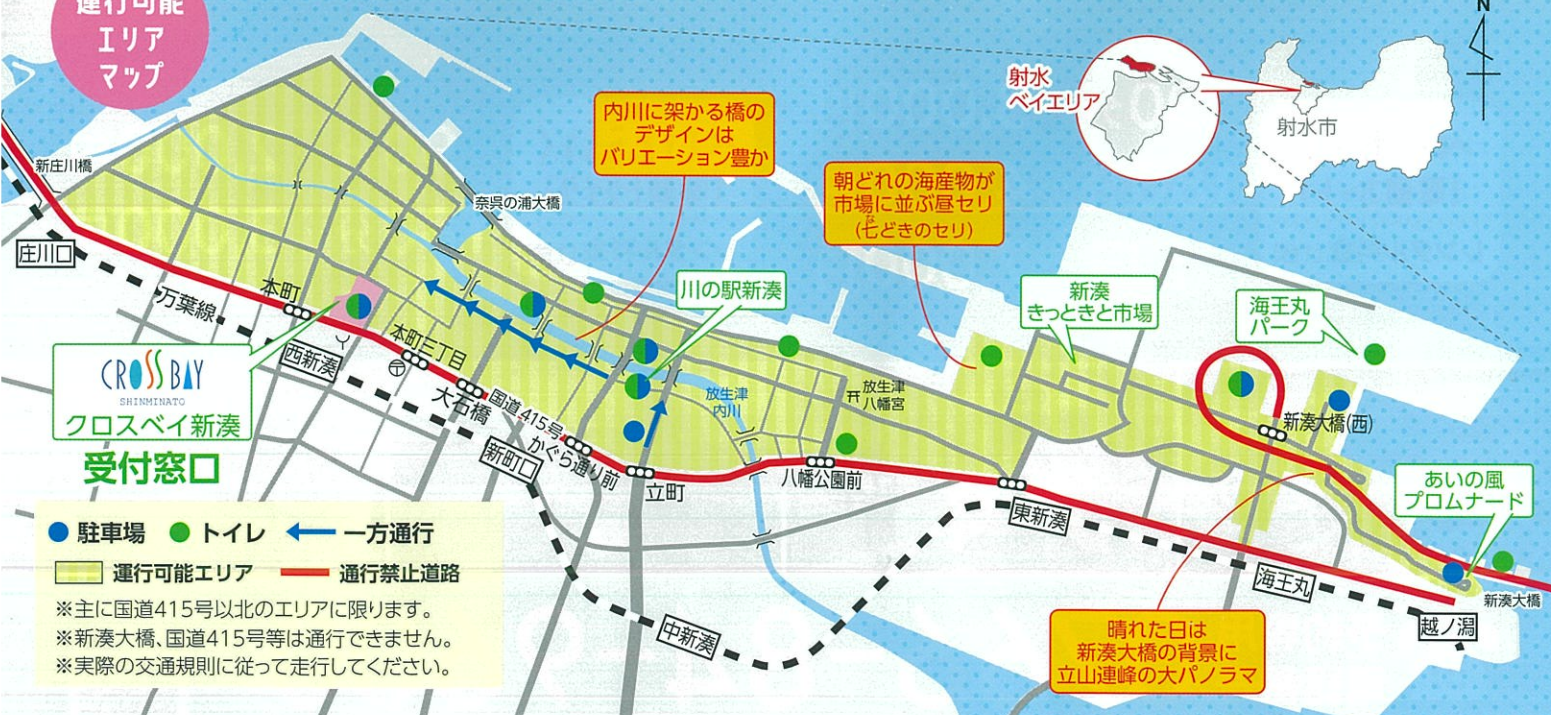 運行可能
エリア
マップ
N
射水
ベイエリア
射水市
内川に架かる橋の
デザインは
バリエーション豊か
朝どれの海産物が
市場に並ぶ昼セリ
(七どきのセリ)
な
新庄川橋
奈呉の浦大橋
庄川口
万葉線
本町
西新湊
本町三丁目
大石橋
国道415号
かぐら通り前
新町口
立町
川の駅新湊
放生津
内川
放生津
八幡宮
八幡公園前
新湊
きっときと市場
海王丸
パーク
新湊大橋(西)
あいの風
プロムナード
新湊大橋
東新湊
海王丸
越ノ潟
中新湊
晴れた日は
新湊大橋の背景に
立山連峰の大パノラマ
CROSS BAY
SHINMINATO
クロスベイ新湊
受付窓口
駐車場 トイレ 一方通行
運行可能エリア 通行禁止道路
※主に国道415号以北のエリアに限ります。
※新湊大橋、国道415号等は通行できません。
※実際の交通規則に従って走行してください。